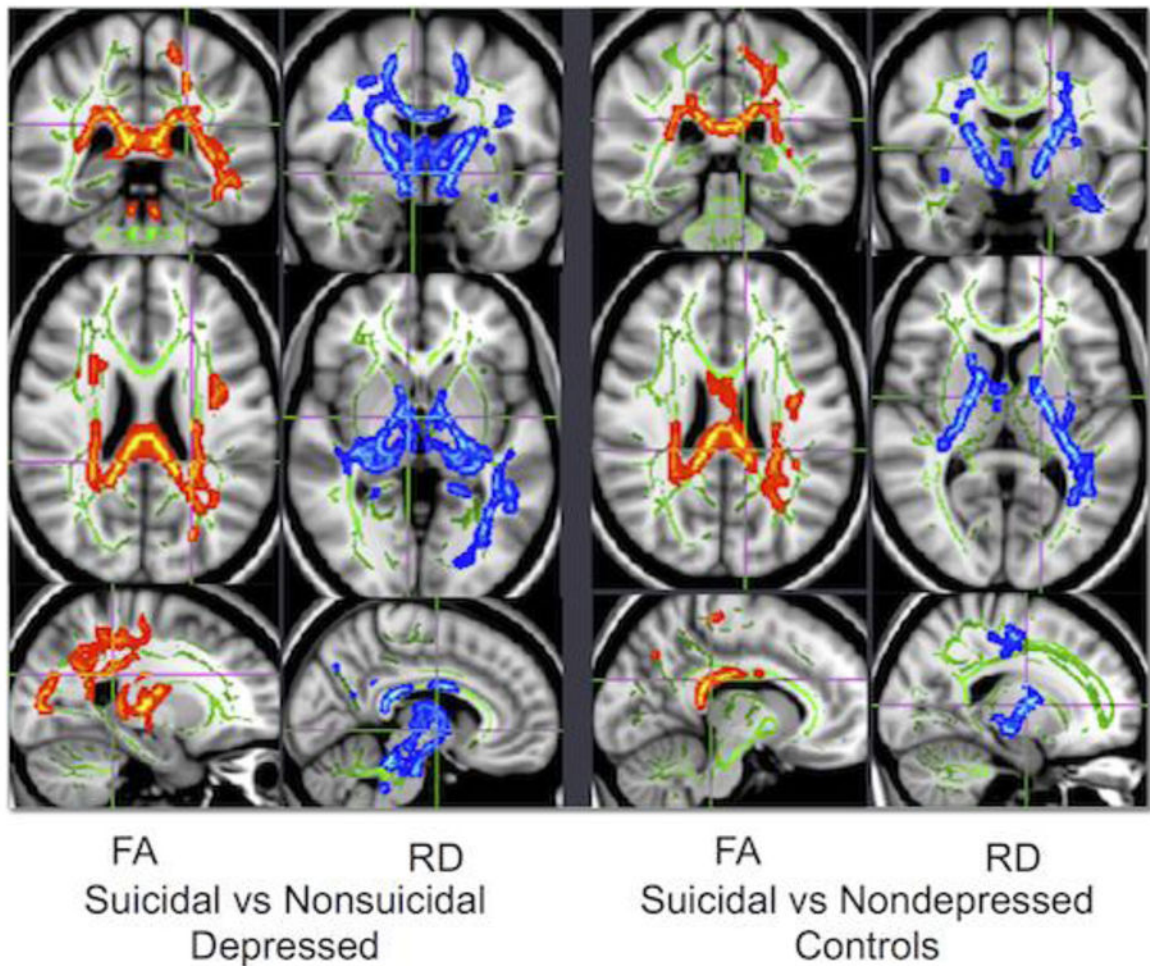 FA RD FA RD
Suicidal vs Nonsuicidal Suicidal vs Nondepressed
Depressed Controls